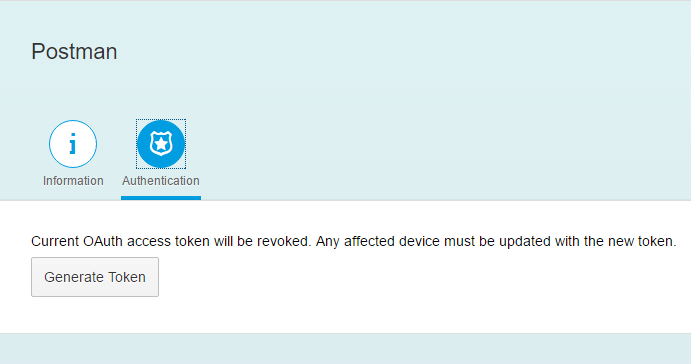 Postman
Information
Authentication
Current OAuth access token will be revoked. Any affected device must be updated with the new token.
Generate Token